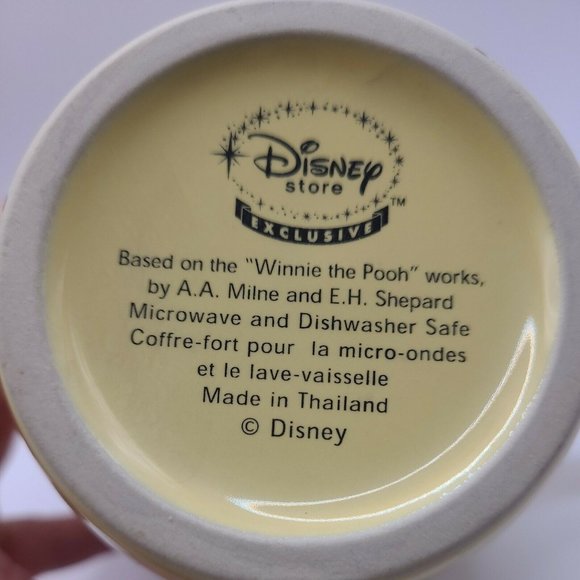 Disney
store
TM
EXCLUSIVE
Based on the "Winnie the Pooh" works,
by A.A. Milne and E.H. Shepard
Microwave and Dishwasher Safe
Coffre-fort pour la micro-ondes
et le lave-vaisselle
Made in Thailand
© Disney